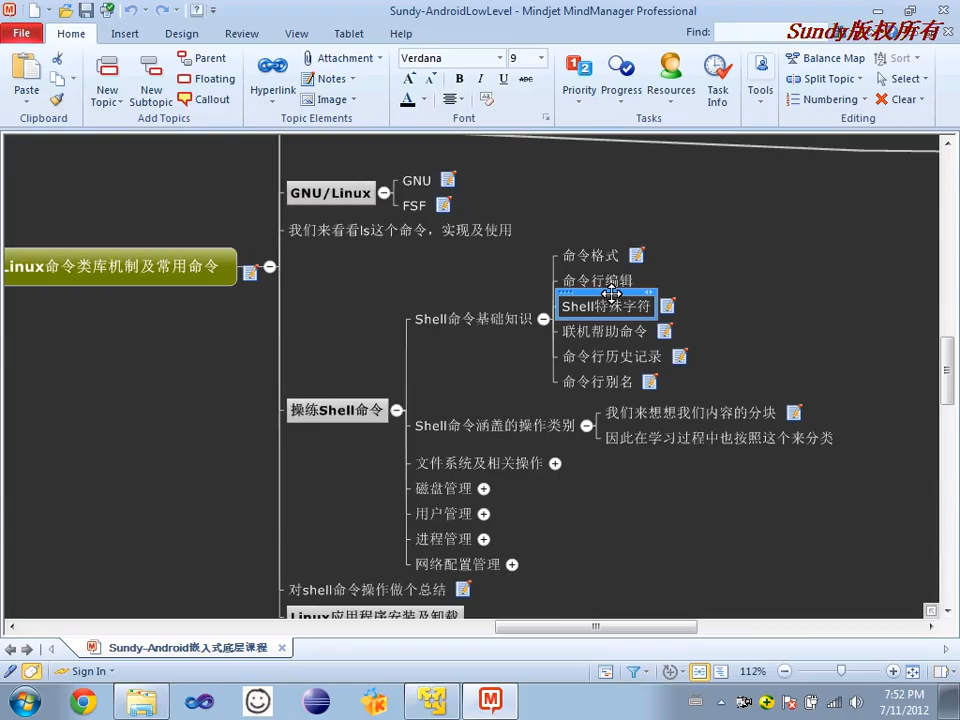 Sundy-AndroidLowLevel - Mindjet MindManager Professional
Sundy版权所有
File Home Insert Design Review View Tablet Help Find:
Paste
Clipboard
New Topic
New Subtopic
Parent
Floating
Callout
Add Topics
Hyperlink
Attachment
Notes
Image
Topic Elements
Verdana 9
B I U ABC
A
Font
Priority Progress Resources Task Info
Tasks
Tools
Balance Map Sort
Split Topic Select
Numbering Clear
Editing
GNU/Linux
GNU
FSF
我们来看看ls这个命令，实现及使用
Linux命令类库机制及常用命令
命令格式
命令行编辑
Shell特殊字符
Shell命令基础知识
联机帮助命令
命令行历史记录
命令行别名
操练Shell命令
我们来想想我们内容的分块
Shell命令涵盖的操作类别
因此在学习过程中也按照这个来分类
文件系统及相关操作
磁盘管理
用户管理
进程管理
网络配置管理
对shell命令操作做个总结
Linux应用程序安装及卸载
Sundy-Android嵌入式底层课程
Sign In
112%
7:52 PM
7/11/2012